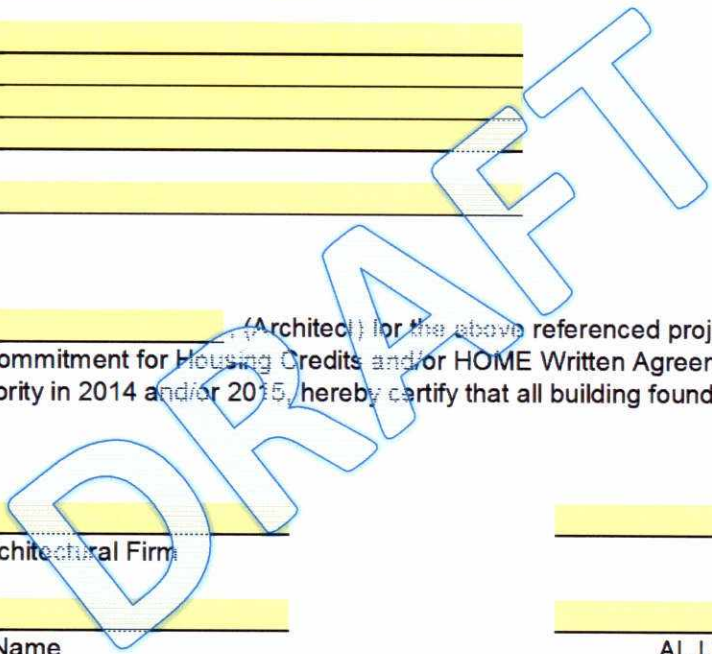 , (Architect) for the above referenced proj
ommitment for Housing Credits and/or HOME Written Agreer
ority in 2014 and/or 2015, hereby certify that all building found
chitectural Firm
Name
AL L
DRAFT